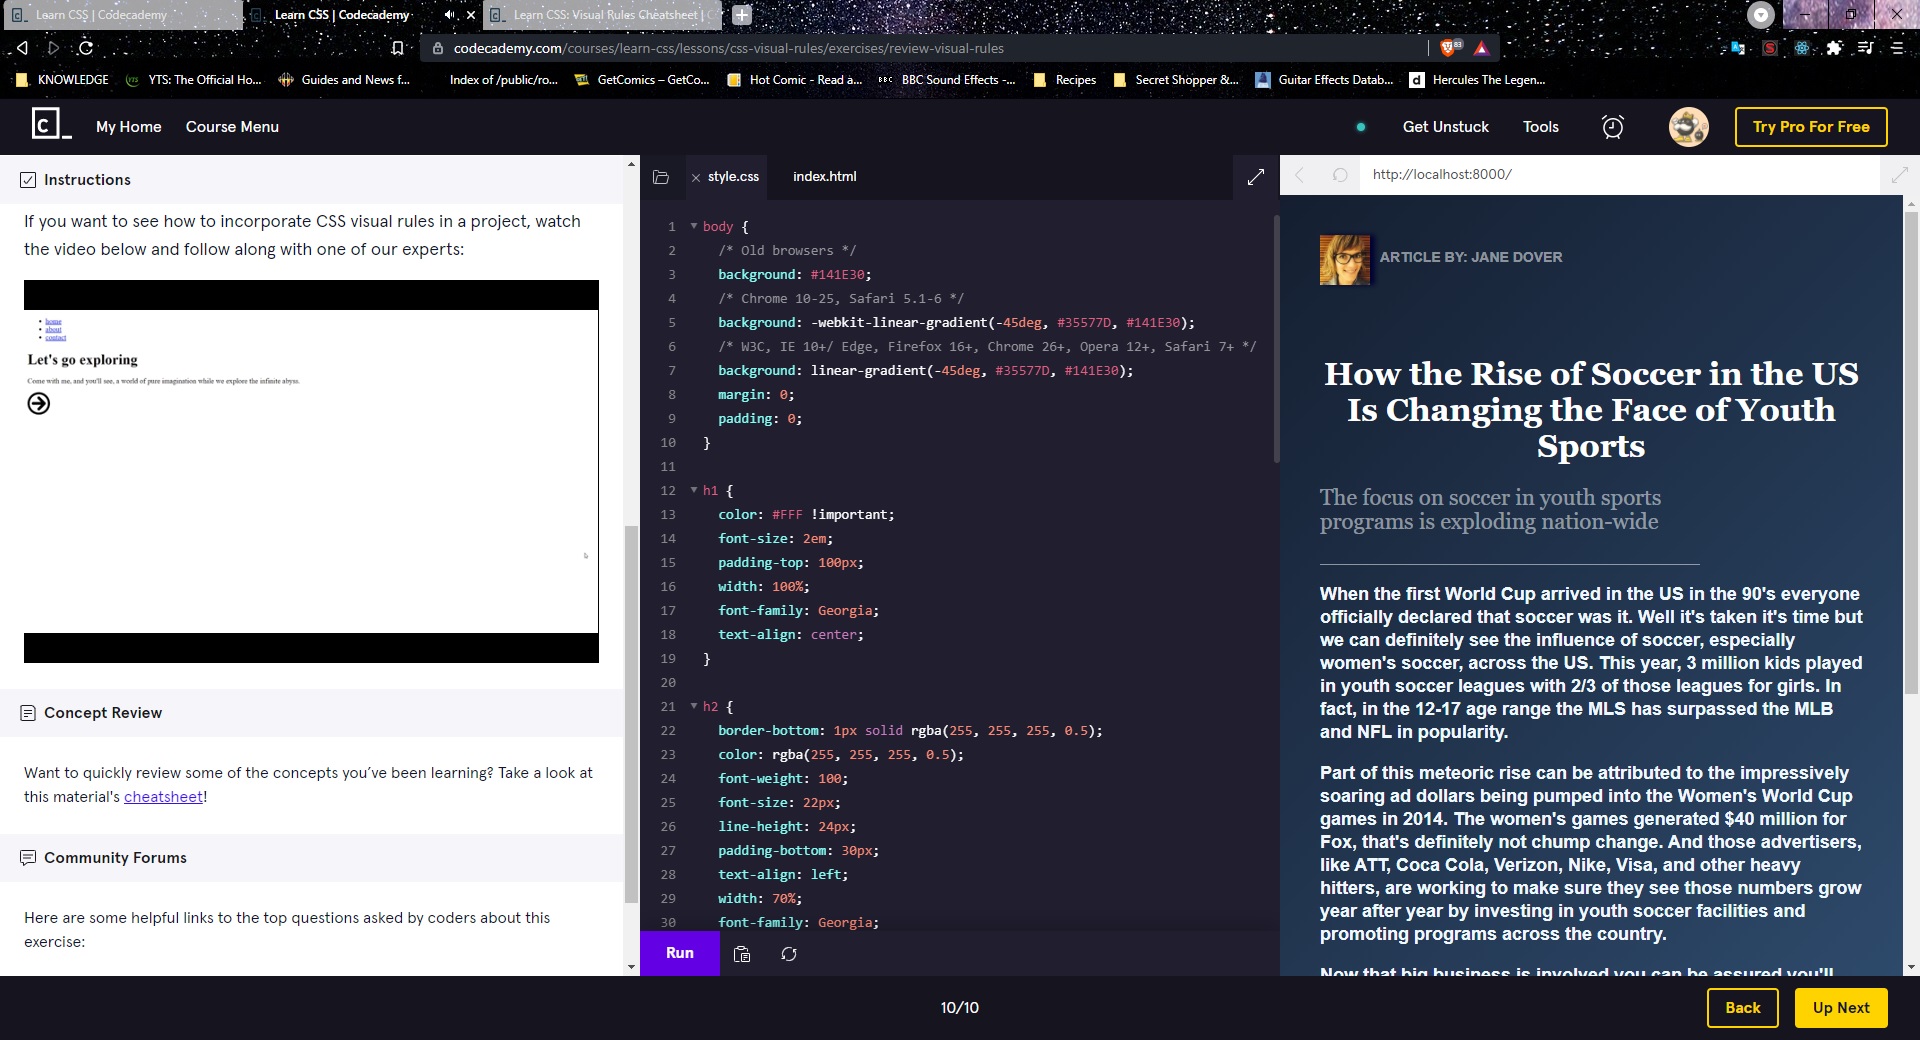 Learn CSS | Codecademy
Learn CSS | Codecademy
Learn CSS: Visual Rules Cheatsheet | C
codecademy.com/courses/learn-css/lessons/css-visual-rules/exercises/review-visual-rules
83
KNOWLEDGE
YTS: The Official Ho...
Guides and News f...
Index of /public/ro...
GetComics – GetCo...
Hot Comic - Read a...
BBC Sound Effects -...
Recipes
Secret Shopper &...
Guitar Effects Datab...
Hercules The Legen...
My Home
Course Menu
Get Unstuck
Tools
Try Pro For Free
Instructions
If you want to see how to incorporate CSS visual rules in a project, watch
the video below and follow along with one of our experts:
home
about
contact
Let's go exploring
Come with me, and you'll see, a world of pure imagination while we explore the infinite abyss.
Concept Review
Want to quickly review some of the concepts you’ve been learning? Take a look at
this material's cheatsheet!
Community Forums
Here are some helpful links to the top questions asked by coders about this
exercise:
style.css
index.html
1 body {
2 /* Old browsers */
3 background: #141E30;
4 /* Chrome 10-25, Safari 5.1-6 */
5 background: -webkit-linear-gradient(-45deg, #35577D, #141E30);
6 /* W3C, IE 10+/ Edge, Firefox 16+, Chrome 26+, Opera 12+, Safari 7+ */
7 background: linear-gradient(-45deg, #35577D, #141E30);
8 margin: 0;
9 padding: 0;
10 }
11
12 h1 {
13 color: #FFF !important;
14 font-size: 2em;
15 padding-top: 100px;
16 width: 100%;
17 font-family: Georgia;
18 text-align: center;
19 }
20
21 h2 {
22 border-bottom: 1px solid rgba(255, 255, 255, 0.5);
23 color: rgba(255, 255, 255, 0.5);
24 font-weight: 100;
25 font-size: 22px;
26 line-height: 24px;
27 padding-bottom: 30px;
28 text-align: left;
29 width: 70%;
30 font-family: Georgia;
Run
http://localhost:8000/
ARTICLE BY: JANE DOVER
How the Rise of Soccer in the US
Is Changing the Face of Youth
Sports
The focus on soccer in youth sports
programs is exploding nation-wide
When the first World Cup arrived in the US in the 90's everyone
officially declared that soccer was it. Well it's taken it's time but
we can definitely see the influence of soccer, especially
women's soccer, across the US. This year, 3 million kids played
in youth soccer leagues with 2/3 of those leagues for girls. In
fact, in the 12-17 age range the MLS has surpassed the MLB
and NFL in popularity.
Part of this meteoric rise can be attributed to the impressively
soaring ad dollars being pumped into the Women's World Cup
games in 2014. The women's games generated $40 million for
Fox, that's definitely not chump change. And those advertisers,
like ATT, Coca Cola, Verizon, Nike, Visa, and other heavy
hitters, are working to make sure they see those numbers grow
year after year by investing in youth soccer facilities and
promoting programs across the country.
Now that big business is involved you can be assured you'll
10/10
Back
Up Next